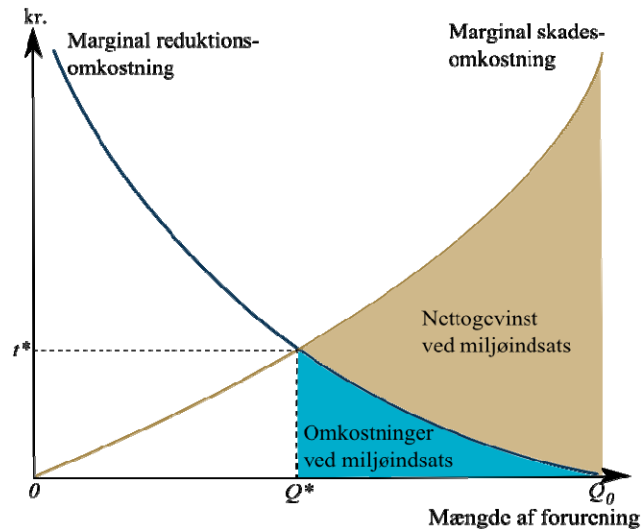 kr.
Marginal reduktions-
omkostning
Marginal skades-
omkostning
Nettogevinst
ved miljøindsats
t*
Omkostninger
ved miljøindsats
0
Q*
Q0
Mængde af forurening